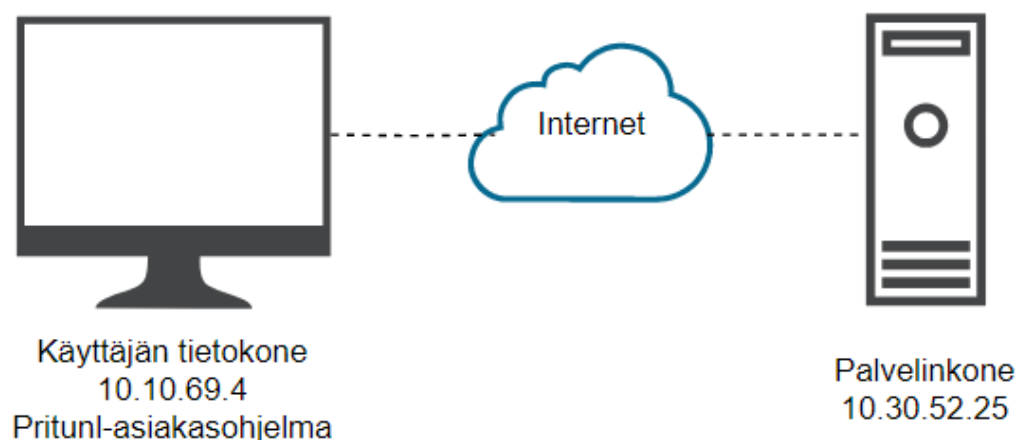 Internet
Käyttäjän tietokone
10.10.69.4
Pritunl-asiakasohjelma
Palvelinkone
10.30.52.25